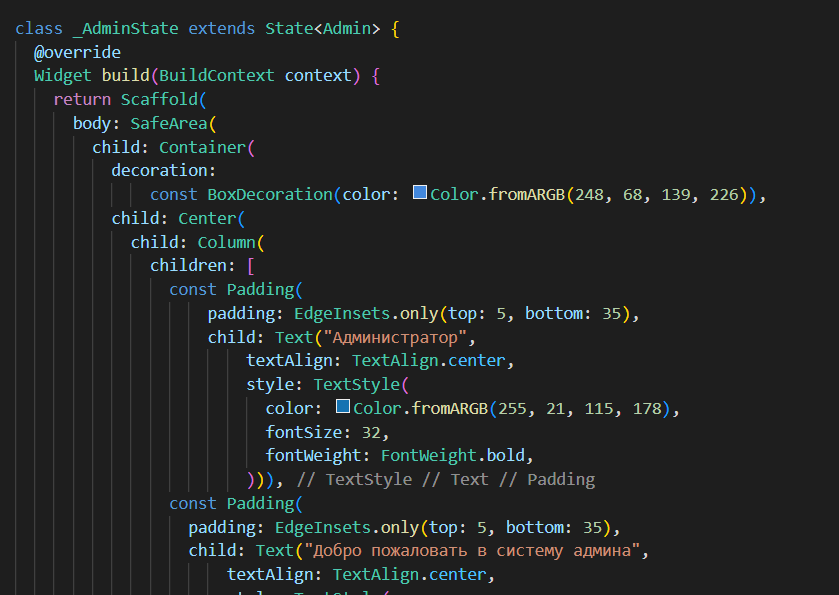 class _AdminState extends State<Admin> {
@override
Widget build(BuildContext context) {
return Scaffold(
body: SafeArea(
child: Container(
decoration:
const BoxDecoration(color: Color.fromARGB(248, 68, 139, 226)),
child: Center(
child: Column(
children: [
const Padding(
padding: EdgeInsets.only(top: 5, bottom: 35),
child: Text("Администратор",
textAlign: TextAlign.center,
style: TextStyle(
color: Color.fromARGB(255, 21, 115, 178),
fontSize: 32,
fontWeight: FontWeight.bold,
))), // TextStyle // Text // Padding
const Padding(
padding: EdgeInsets.only(top: 5, bottom: 35),
child: Text("Добро пожаловать в систему админа",
textAlign: TextAlign.center,